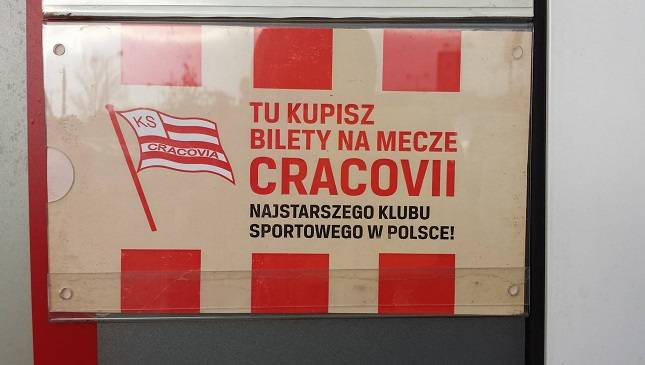 KS
CRACOVIA
TU KUPISZ
BILETY NA MECZE
CRACOVII
NAJSTARSZEGO KLUBU
SPORTOWEGO W POLSCE!